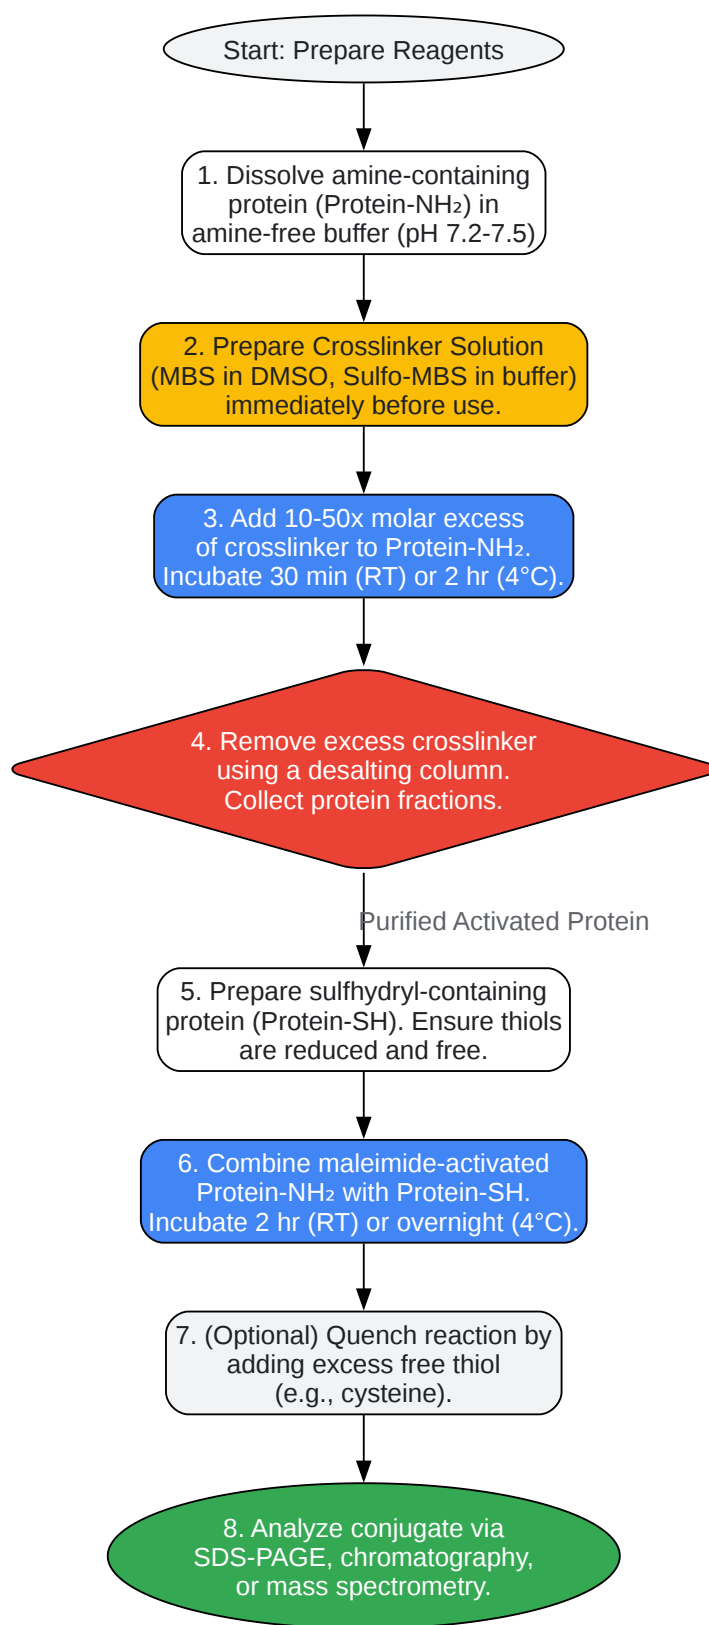 Start: Prepare Reagents
1. Dissolve amine-containing
protein (Protein-NH₂) in
amine-free buffer (pH 7.2-7.5)
2. Prepare Crosslinker Solution
(MBS in DMSO, Sulfo-MBS in buffer)
immediately before use.
3. Add 10-50x molar excess
of crosslinker to Protein-NH₂.
Incubate 30 min (RT) or 2 hr (4°C).
4. Remove excess crosslinker
using a desalting column.
Collect protein fractions.
Purified Activated Protein
5. Prepare sulfhydryl-containing
protein (Protein-SH). Ensure thiols
are reduced and free.
6. Combine maleimide-activated
Protein-NH₂ with Protein-SH.
Incubate 2 hr (RT) or overnight (4°C).
7. (Optional) Quench reaction by
adding excess free thiol
(e.g., cysteine).
8. Analyze conjugate via
SDS-PAGE, chromatography,
or mass spectrometry.